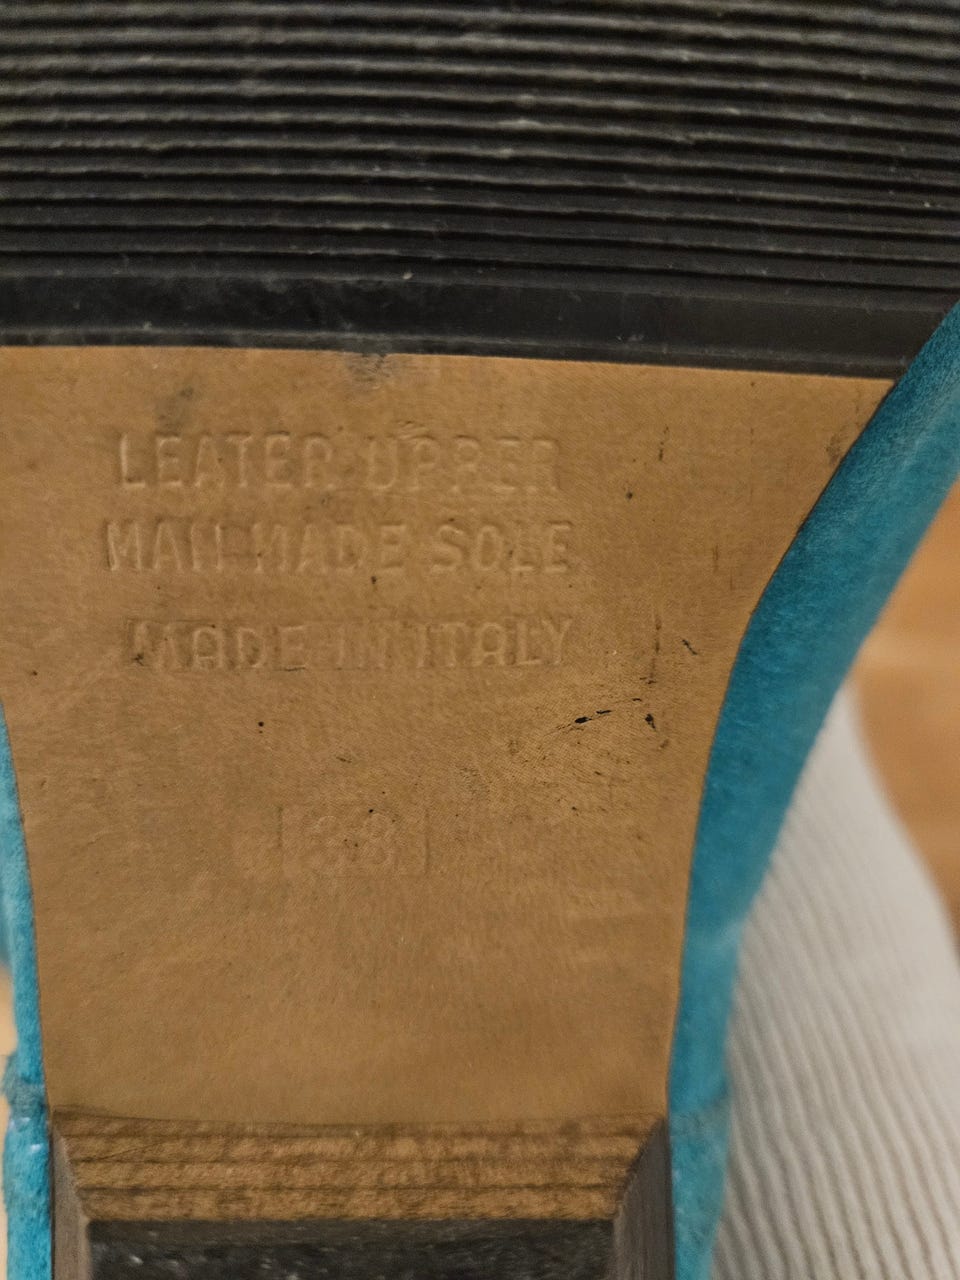 LEATER UPPER
MAN MADE SOLE
MADE IN ITALY
38